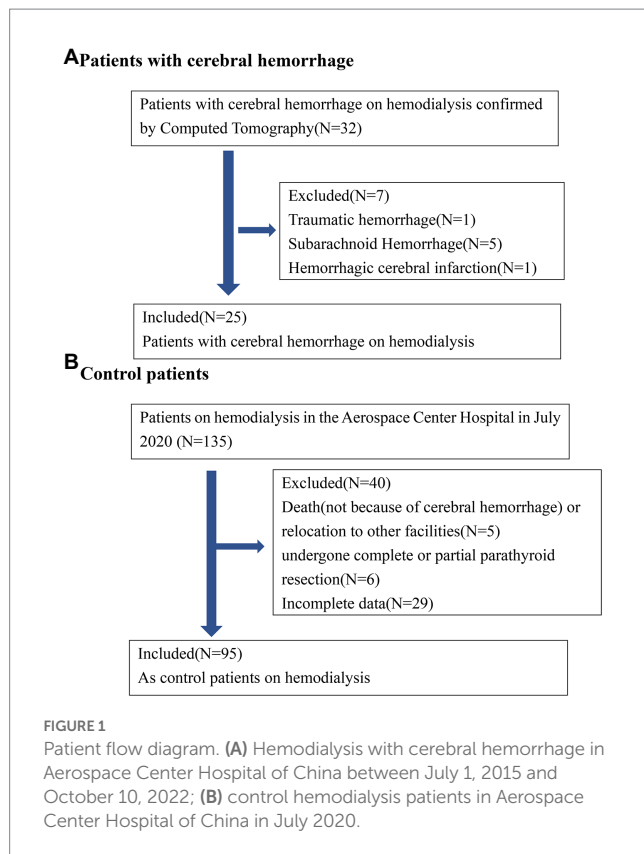 A Patients with cerebral hemorrhage
Patients with cerebral hemorrhage on hemodialysis confirmed
by Computed Tomography(N=32)
Excluded(N=7)
Traumatic hemorrhage(N=1)
Subarachnoid Hemorrhage(N=5)
Hemorrhagic cerebral infarction(N=1)
Included(N=25)
Patients with cerebral hemorrhage on hemodialysis
B Control patients
Patients on hemodialysis in the Aerospace Center Hospital in July
2020 (N=135)
Excluded(N=40)
Death(not because of cerebral hemorrhage) or
relocation to other facilities(N=5)
undergone complete or partial parathyroid
resection(N=6)
Incomplete data(N=29)
Included(N=95)
As control patients on hemodialysis
FIGURE 1
Patient flow diagram. (A) Hemodialysis with cerebral hemorrhage in
Aerospace Center Hospital of China between July 1, 2015 and
October 10, 2022; (B) control hemodialysis patients in Aerospace
Center Hospital of China in July 2020.